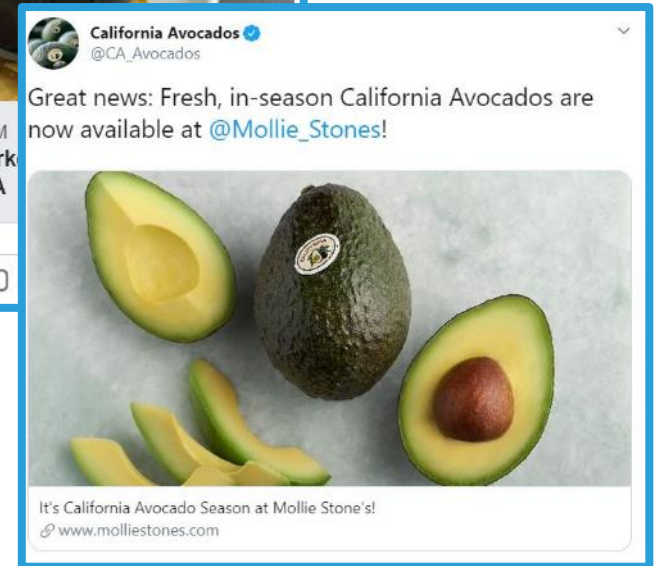 California Avocados
@CA_Avocados
Great news: Fresh, in-season California Avocados are
now available at @Mollie_Stones!
It's California Avocado Season at Mollie Stone's!
www.molliestones.com